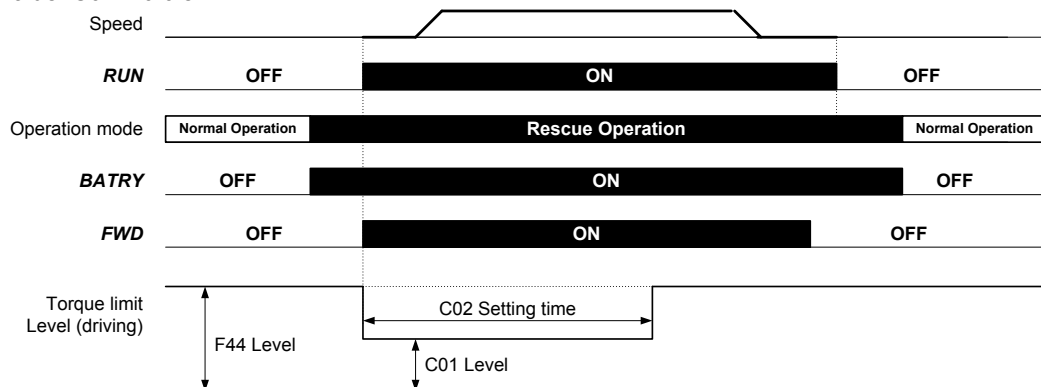 Speed
RUN OFF ON OFF
Operation mode Normal Operation Rescue Operation Normal Operation
BATRY OFF ON OFF
FWD OFF ON OFF
Torque limit
Level (driving)
C02 Setting time
F44 Level
C01 Level